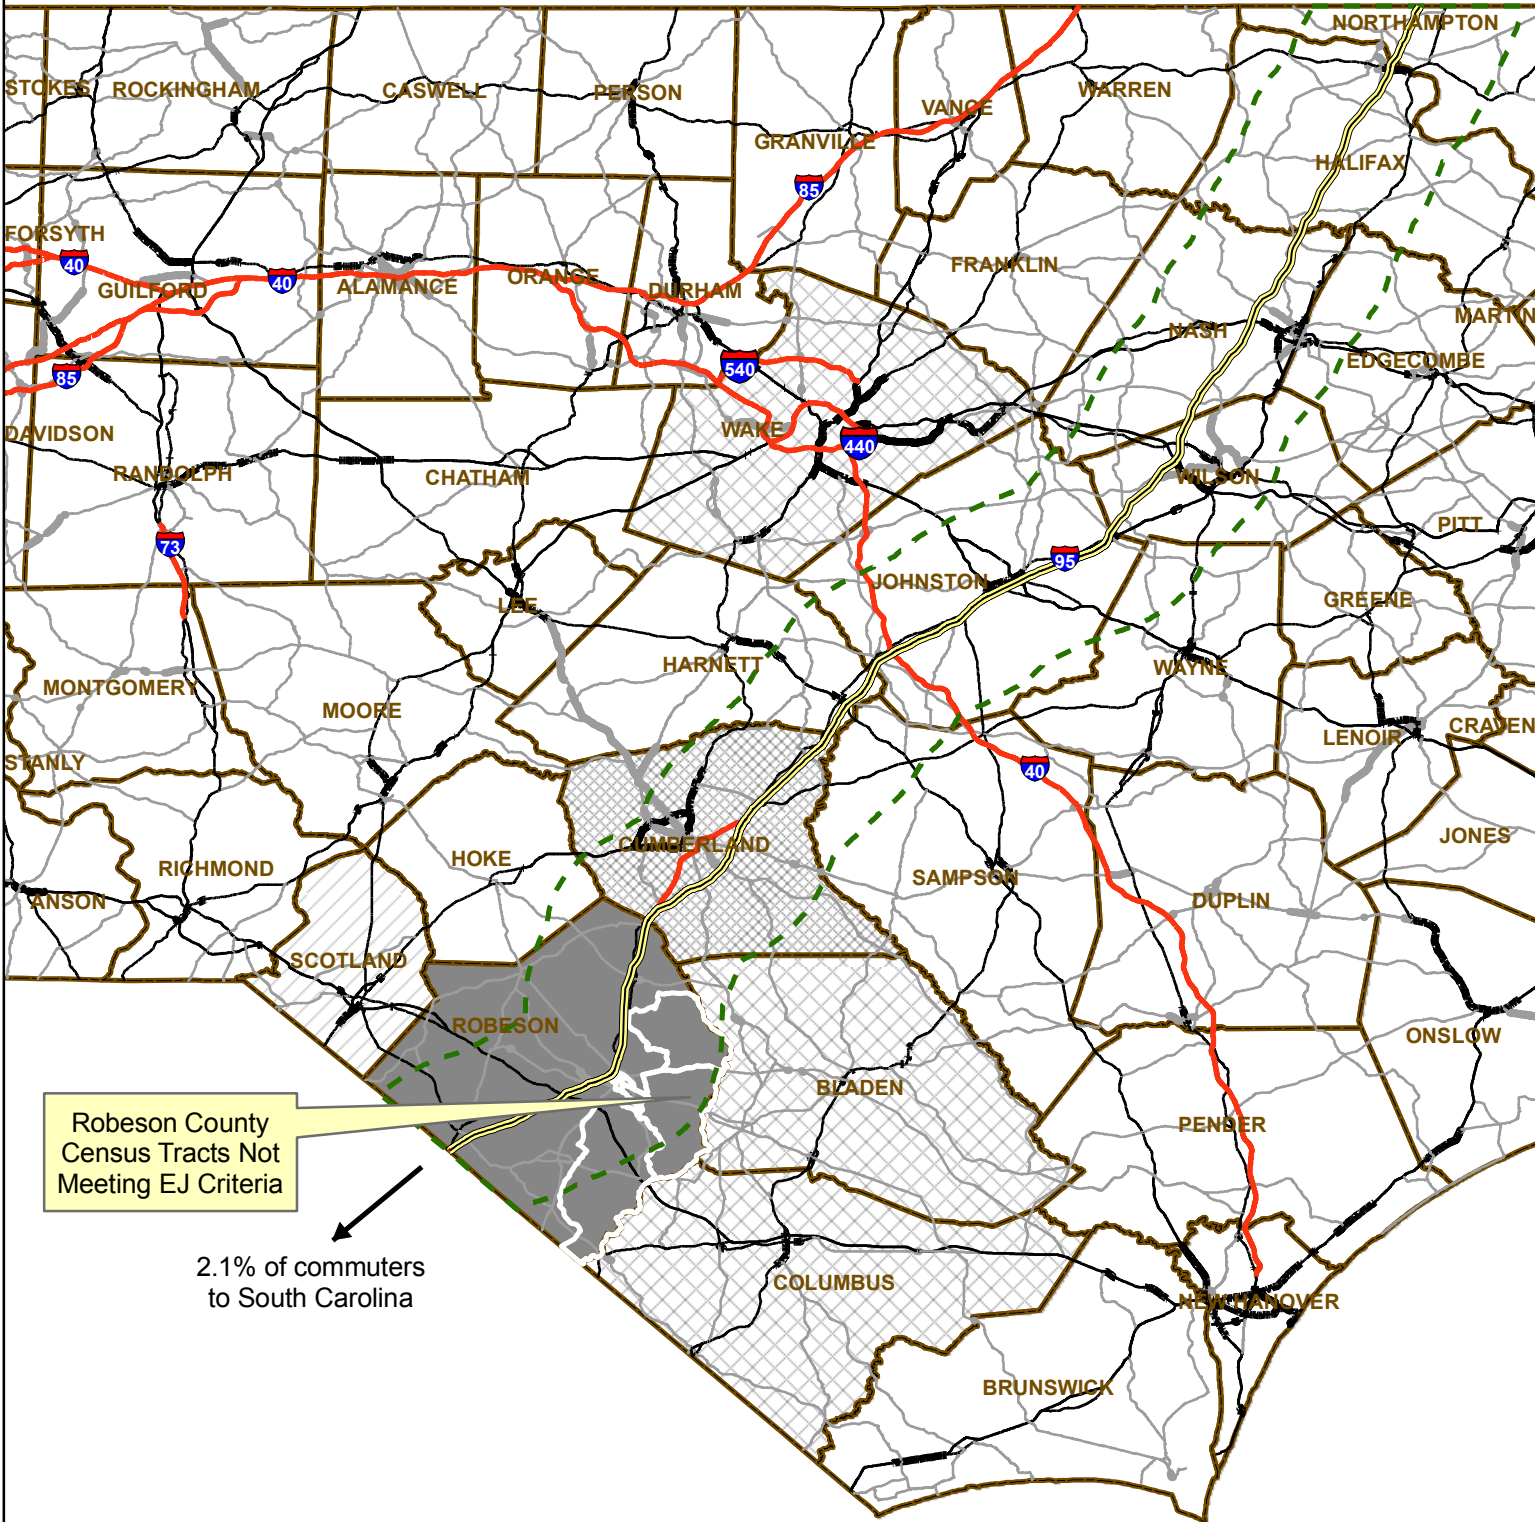 NORTHAMPTON
STOKES
ROCKINGHAM
CASWELL
PERSON
WARREN
VANCE
GRANVILLE
HALIFAX
85
FORSYTH
40
GUILFORD
40
ALAMANCE
ORANGE
DURHAM
FRANKLIN
NASH
MARTIN
EDGECOMBE
540
85
DAVIDSON
WAKE
440
RANDOLPH
CHATHAM
WILSON
PITT
73
95
JOHNSTON
GREENE
LEE
HARNETT
WAYNE
MONTGOMERY
MOORE
LENOIR
CRAVEN
STANLY
40
CUMBERLAND
JONES
HOKE
RICHMOND
SAMPSON
ANSON
DUPLIN
SCOTLAND
ROBESON
ONSLOW
BLADEN
PENDER
Robeson County
Census Tracts Not
Meeting EJ Criteria
2.1% of commuters
to South Carolina
COLUMBUS
NEW HANOVER
BRUNSWICK